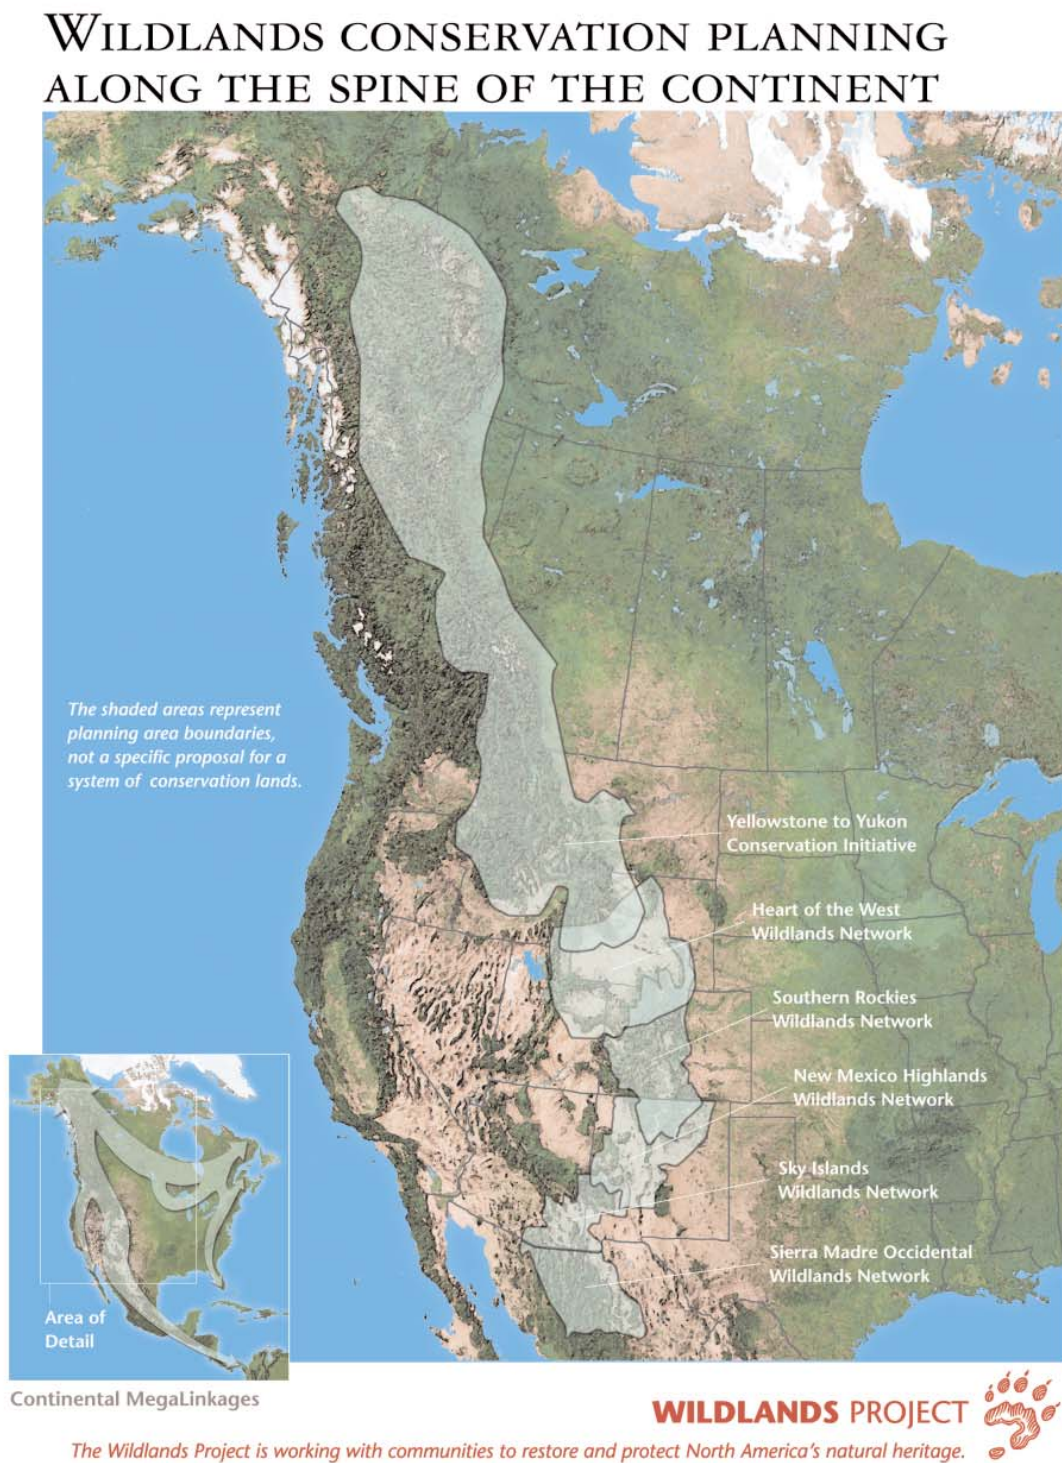 WILDLANDS CONSERVATION PLANNING
ALONG THE SPINE OF THE CONTINENT
The shaded areas represent
planning area boundaries,
not a specific proposal for a
system of conservation lands.
Yellowstone to Yukon
Conservation Initiative
Heart of the West
Wildlands Network
Southern Rockies
Wildlands Network
New Mexico Highlands
Wildlands Network
Sky Islands
Wildlands Network
Sierra Madre Occidental
Wildlands Network
Area of
Detail
Continental MegaLinkages
WILDLANDS PROJECT
The Wildlands Project is working with communities to restore and protect North America's natural heritage.